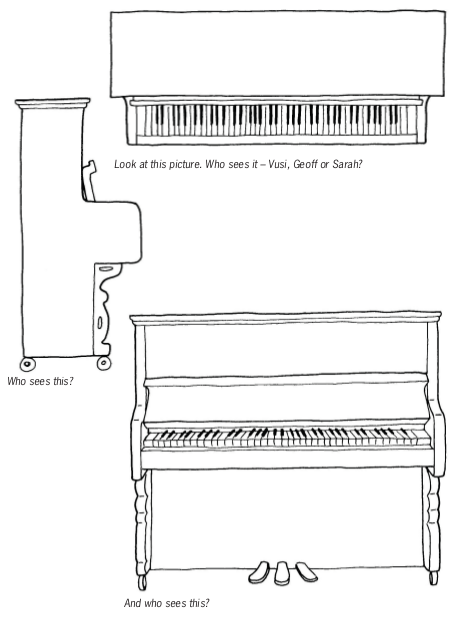 Look at this picture. Who sees it – Vusi, Geoff or Sarah?
Who sees this?
And who sees this?